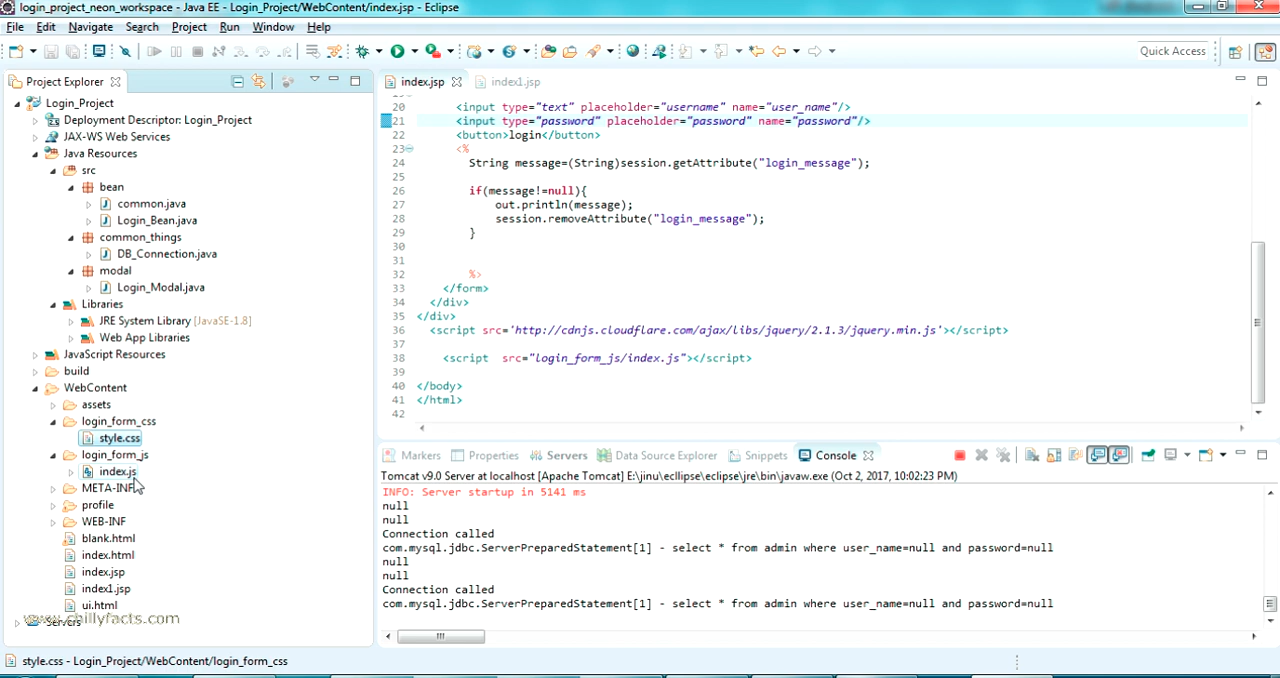 login_project_neon_workspace - Java EE - Login_Project/WebContent/index.jsp - Eclipse
File Edit Navigate Search Project Run Window Help
Quick Access
Project Explorer
Login_Project
Deployment Descriptor: Login_Project
JAX-WS Web Services
Java Resources
src
bean
common.java
Login_Bean.java
common_things
DB_Connection.java
modal
Login_Modal.java
Libraries
JRE System Library [JavaSE-1.8]
Web App Libraries
JavaScript Resources
build
WebContent
assets
login_form_css
style.css
login_form_js
index.js
META-INF
profile
WEB-INF
blank.html
index.html
index.jsp
index1.jsp
ui.html
www.chillyfacts.com
Servers
index.jsp index1.jsp
20 <input type="text" placeholder="username" name="user_name"/>
21 <input type="password" placeholder="password" name="password"/>
22 <button>login</button>
23 <%
24 String message=(String)session.getAttribute("login_message");
25
26 if(message!=null){
27 out.println(message);
28 session.removeAttribute("login_message");
29 }
30
31
32 %>
33 </form>
34 </div>
35 </div>
36 <script src='http://cdnjs.cloudflare.com/ajax/libs/jquery/2.1.3/jquery.min.js'></script>
37
38 <script src="login_form_js/index.js"></script>
39
40 </body>
41 </html>
42
Markers Properties Servers Data Source Explorer Snippets Console
Tomcat v9.0 Server at localhost [Apache Tomcat] E:\jinu\ecllipse\eclipse\jre\bin\javaw.exe (Oct 2, 2017, 10:02:23 PM)
INFO: Server startup in 5141 ms
null
null
Connection called
com.mysql.jdbc.ServerPreparedStatement[1] - select * from admin where user_name=null and password=null
null
null
Connection called
com.mysql.jdbc.ServerPreparedStatement[1] - select * from admin where user_name=null and password=null
style.css - Login_Project/WebContent/login_form_css